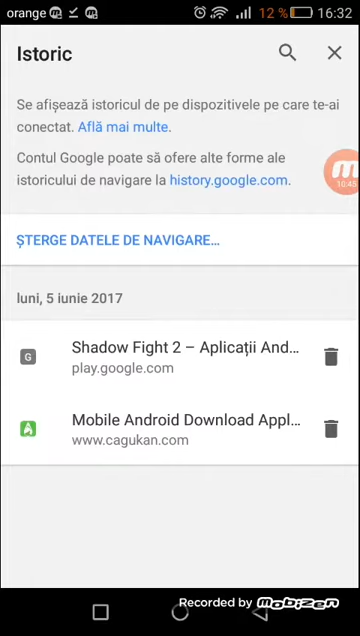 orange 12 % 16:32
Istoric
Se afișează istoricul de pe dispozitivele pe care te-ai
conectat. Află mai multe.
Contul Google poate să ofere alte forme ale
istoricului de navigare la history.google.com.
10:45
ȘTERGE DATELE DE NAVIGARE...
luni, 5 iunie 2017
G
Shadow Fight 2 – Aplicații And...
play.google.com
Mobile Android Download Appl...
www.cagukan.com
Recorded by MOBIZEN